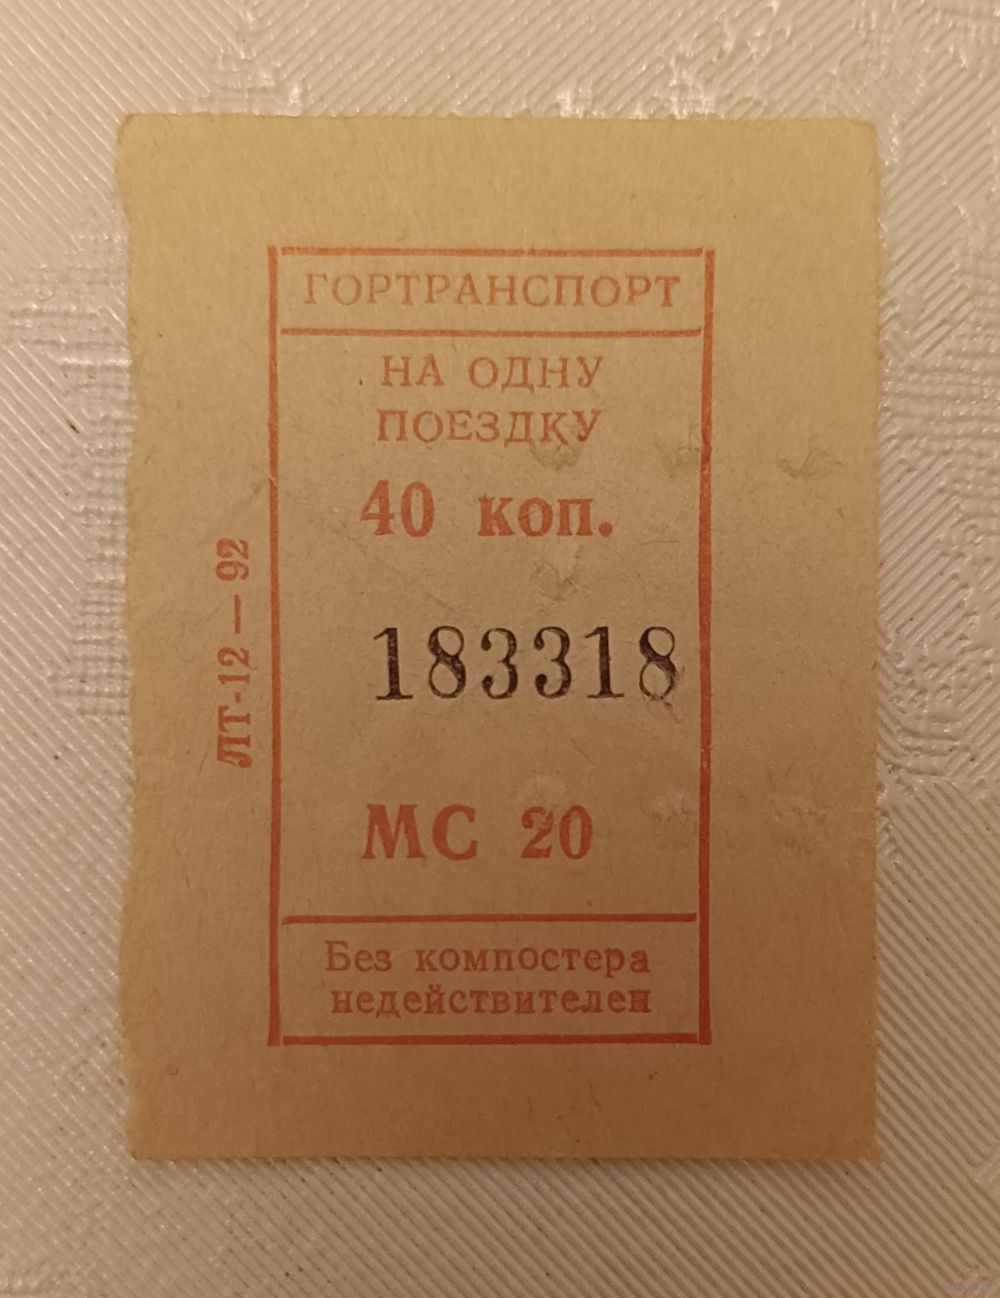 ГОРТРАНСПОРТ
НА ОДНУ
ПОЕЗДКУ
40 коп.
183318
МС 20
Без компостера
недействителен
ЛТ-12—92